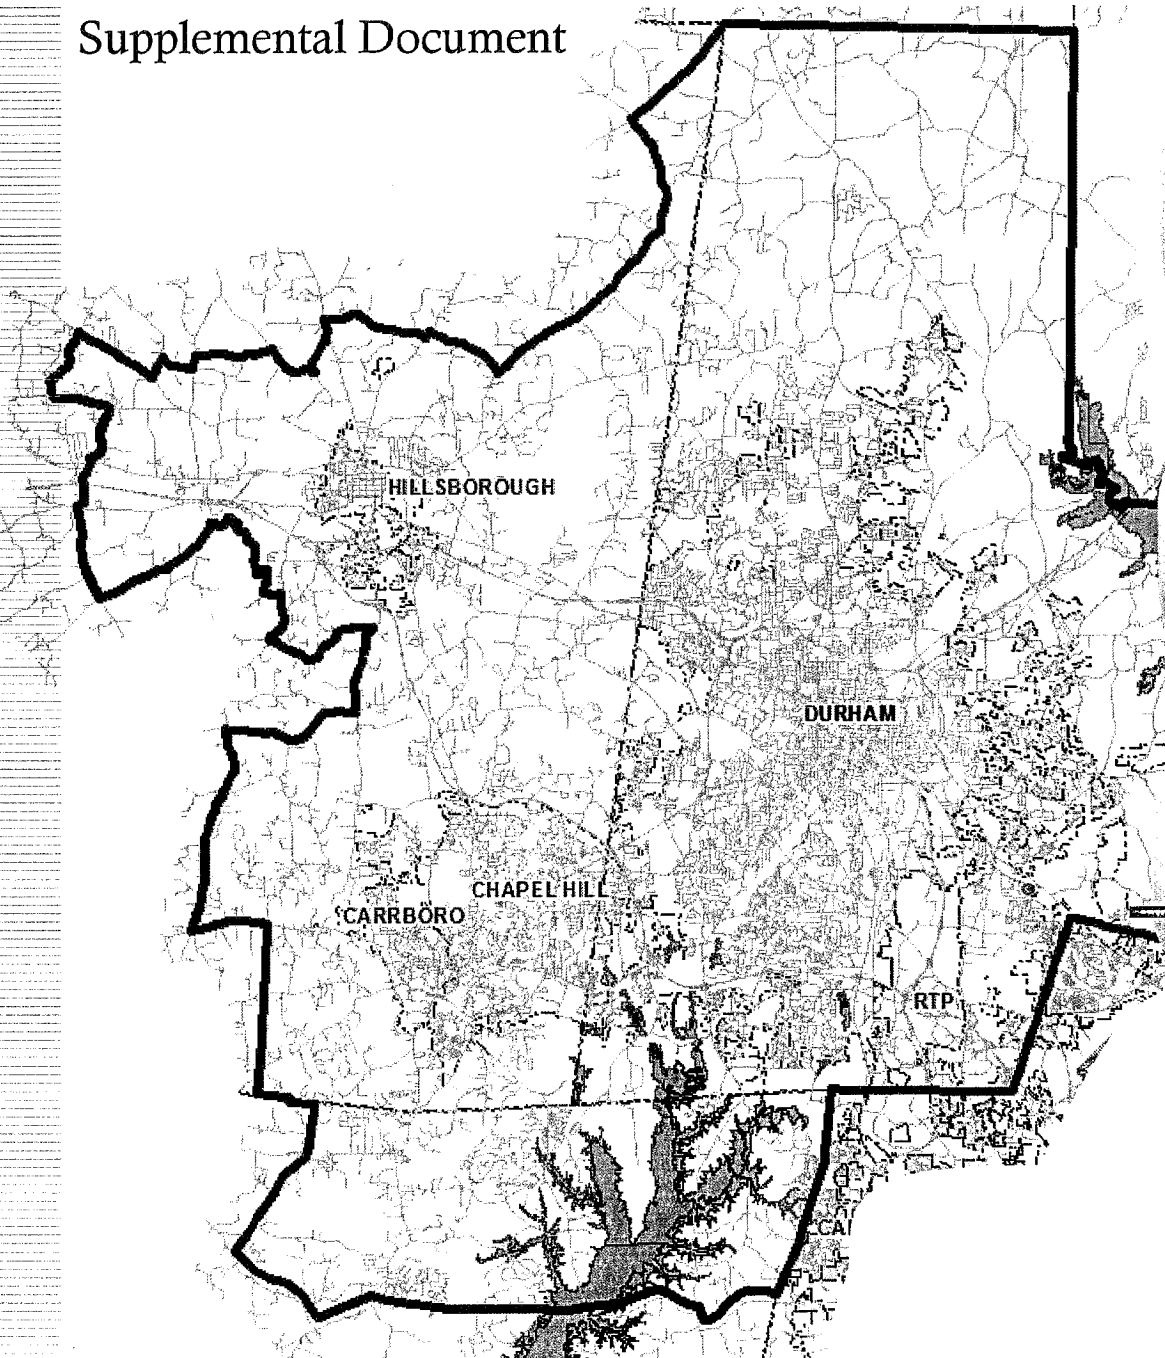 Supplemental Document
HILLSBOROUGH
DURHAM
CHAPEL HILL
CARRBORO
RTP